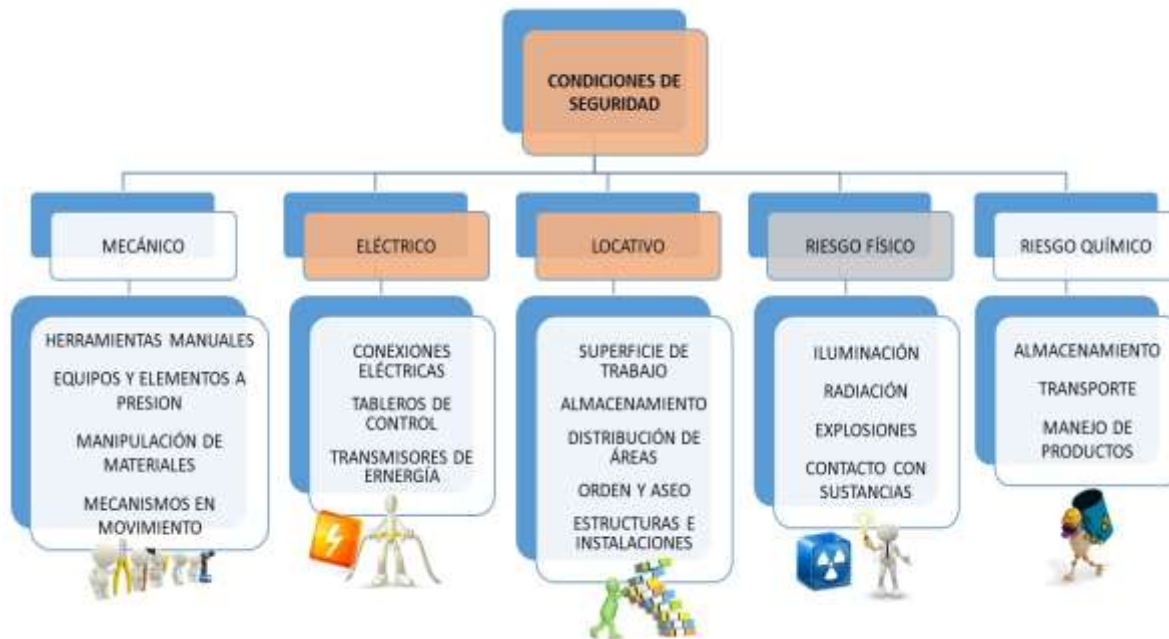 CONDICIONES DE
SEGURIDAD
MECÁNICO
ELÉCTRICO
LOCATIVO
RIESGO FÍSICO
RIESGO QUÍMICO
HERRAMIENTAS MANUALES
EQUIPOS Y ELEMENTOS A
PRESION
MANIPULACIÓN DE
MATERIALES
MECANISMOS EN
MOVIMIENTO
CONEXIONES
ELÉCTRICAS
TABLEROS DE
CONTROL
TRANSMISORES DE
ERNERGÍA
SUPERFICIE DE
TRABAJO
ALMACENAMIENTO
DISTRIBUCIÓN DE
ÁREAS
ORDEN Y ASEO
ESTRUCTURAS E
INSTALACIONES
ILUMINACIÓN
RADIACIÓN
EXPLOSIONES
CONTACTO CON
SUSTANCIAS
ALMACENAMIENTO
TRANSPORTE
MANEJO DE
PRODUCTOS